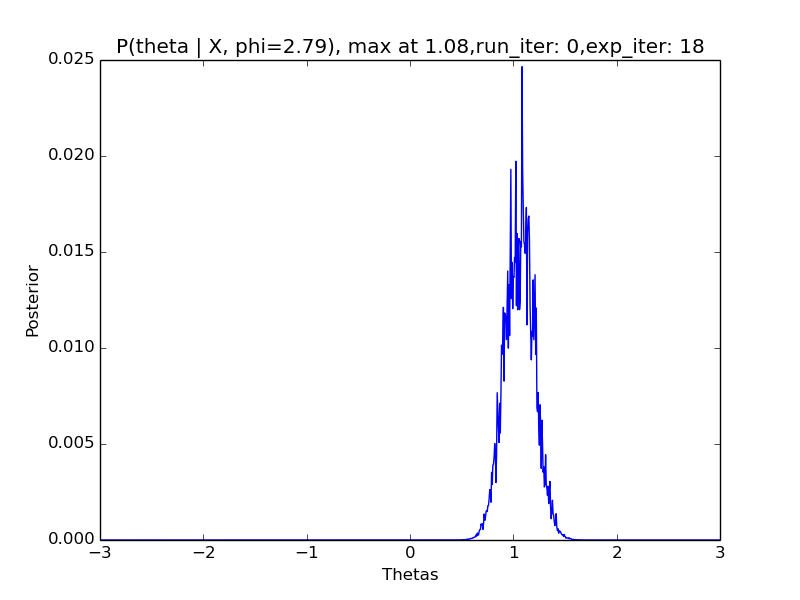 P(theta | X, phi=2.79), max at 1.08,run_iter: 0,exp_iter: 18
0.025
0.020
0.015
0.010
0.005
0.000
Posterior
−3 −2 −1 0 1 2 3
Thetas